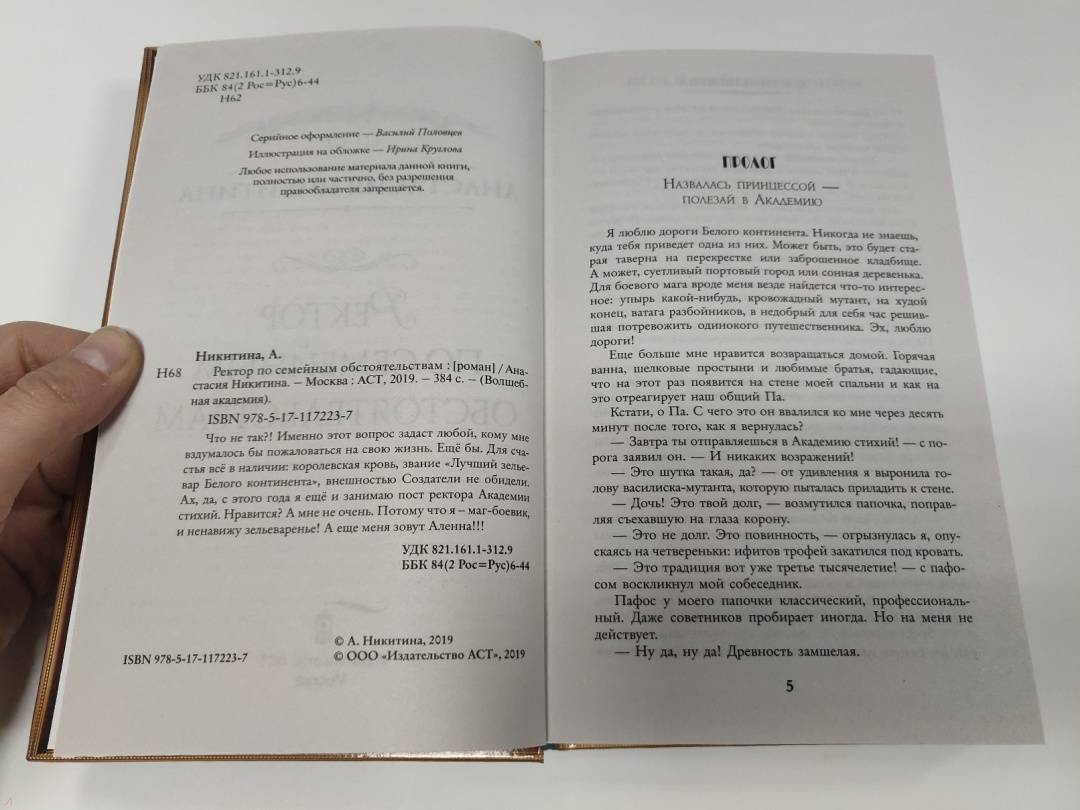 УДК 821.161.1-312.9
ББК 84(2 Рос=Рус)6-44
Н62
Серийное оформление — Василий Половцев
Иллюстрация на обложке — Ирина Круглова
Любое использование материала данной книги,
полностью или частично, без разрешения
правообладателя запрещается.
Никитина, А.
Н68 Ректор по семейным обстоятельствам : [роман] / Ана-
стасия Никитина. – Москва : АСТ, 2019. – 384 с. – (Волшеб-
ная академия).
ISBN 978-5-17-117223-7
Что не так?! Именно этот вопрос задаст любой, кому мне
вздумалось бы пожаловаться на свою жизнь. Ещё бы. Для сча-
стья всё в наличии: королевская кровь, звание «Лучший зелье-
вар Белого континента», внешностью Создатели не обидели.
Ах, да, с этого года я ещё и занимаю пост ректора Академии
стихий. Нравится? А мне не очень. Потому что я – маг-боевик,
и ненавижу зельеваренье! А еще меня зовут Аленна!!!
УДК 821.161.1-312.9
ББК 84(2 Рос=Рус)6-44
© А. Никитина, 2019
ISBN 978-5-17-117223-7 © ООО «Издательство АСТ», 2019
ПРОЛОГ
Назвалась принцессой —
полезай в Академию
Я люблю дороги Белого континента. Никогда не знаешь,
куда тебя приведет одна из них. Может быть, это будет ста-
рая таверна на перекрестке или заброшенное кладбище.
А может, суетливый портовый город или сонная деревенька.
Для боевого мага вроде меня везде найдется что-то интерес-
ное: упырь какой-нибудь, кровожадный мутант, на худой
конец, ватага разбойников, в недобрый для себя час решив-
шая потревожить одинокого путешественника. Эх, люблю
дороги!
Еще больше мне нравится возвращаться домой. Горячая
ванна, шелковые простыни и любимые братья, гадающие,
что на этот раз появится на стене моей спальни и как на
это отреагирует наш общий Па.
Кстати, о Па. С чего это он ввалился ко мне через десять
минут после того, как я вернулась?
— Завтра ты отправляешься в Академию стихий! — с по-
рога заявил он. — И никаких возражений!
— Это шутка такая, да? — от удивления я выронила го-
лову василиска-мутанта, которую пыталась приладить к стене.
— Дочь! Это твой долг, — возмутился папочка, поправ-
ляя съехавшую на глаза корону.
— Это не долг. Это повинность, — огрызнулась я, опу-
скаясь на четвереньки: ифитов трофей закатился под кровать.
— Это традиция вот уже третье тысячелетие! — с пафо-
сом воскликнул мой собеседник.
Пафос у моего папочки классический, профессиональ-
ный. Даже советников пробирает иногда. Но на меня не
действует.
— Ну да, ну да! Древность замшелая.
5